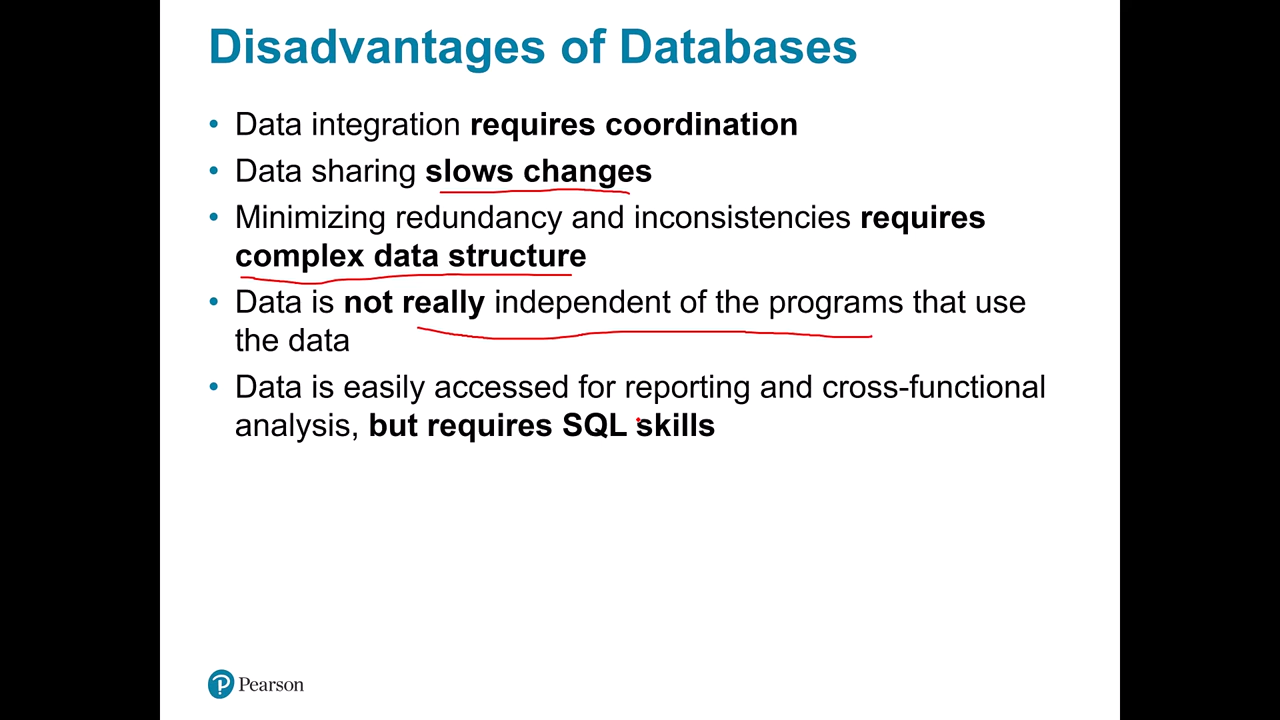 Disadvantages of Databases
• Data integration requires coordination
• Data sharing slows changes
• Minimizing redundancy and inconsistencies requires
complex data structure
• Data is not really independent of the programs that use
the data
• Data is easily accessed for reporting and cross-functional
analysis, but requires SQL skills
Pearson